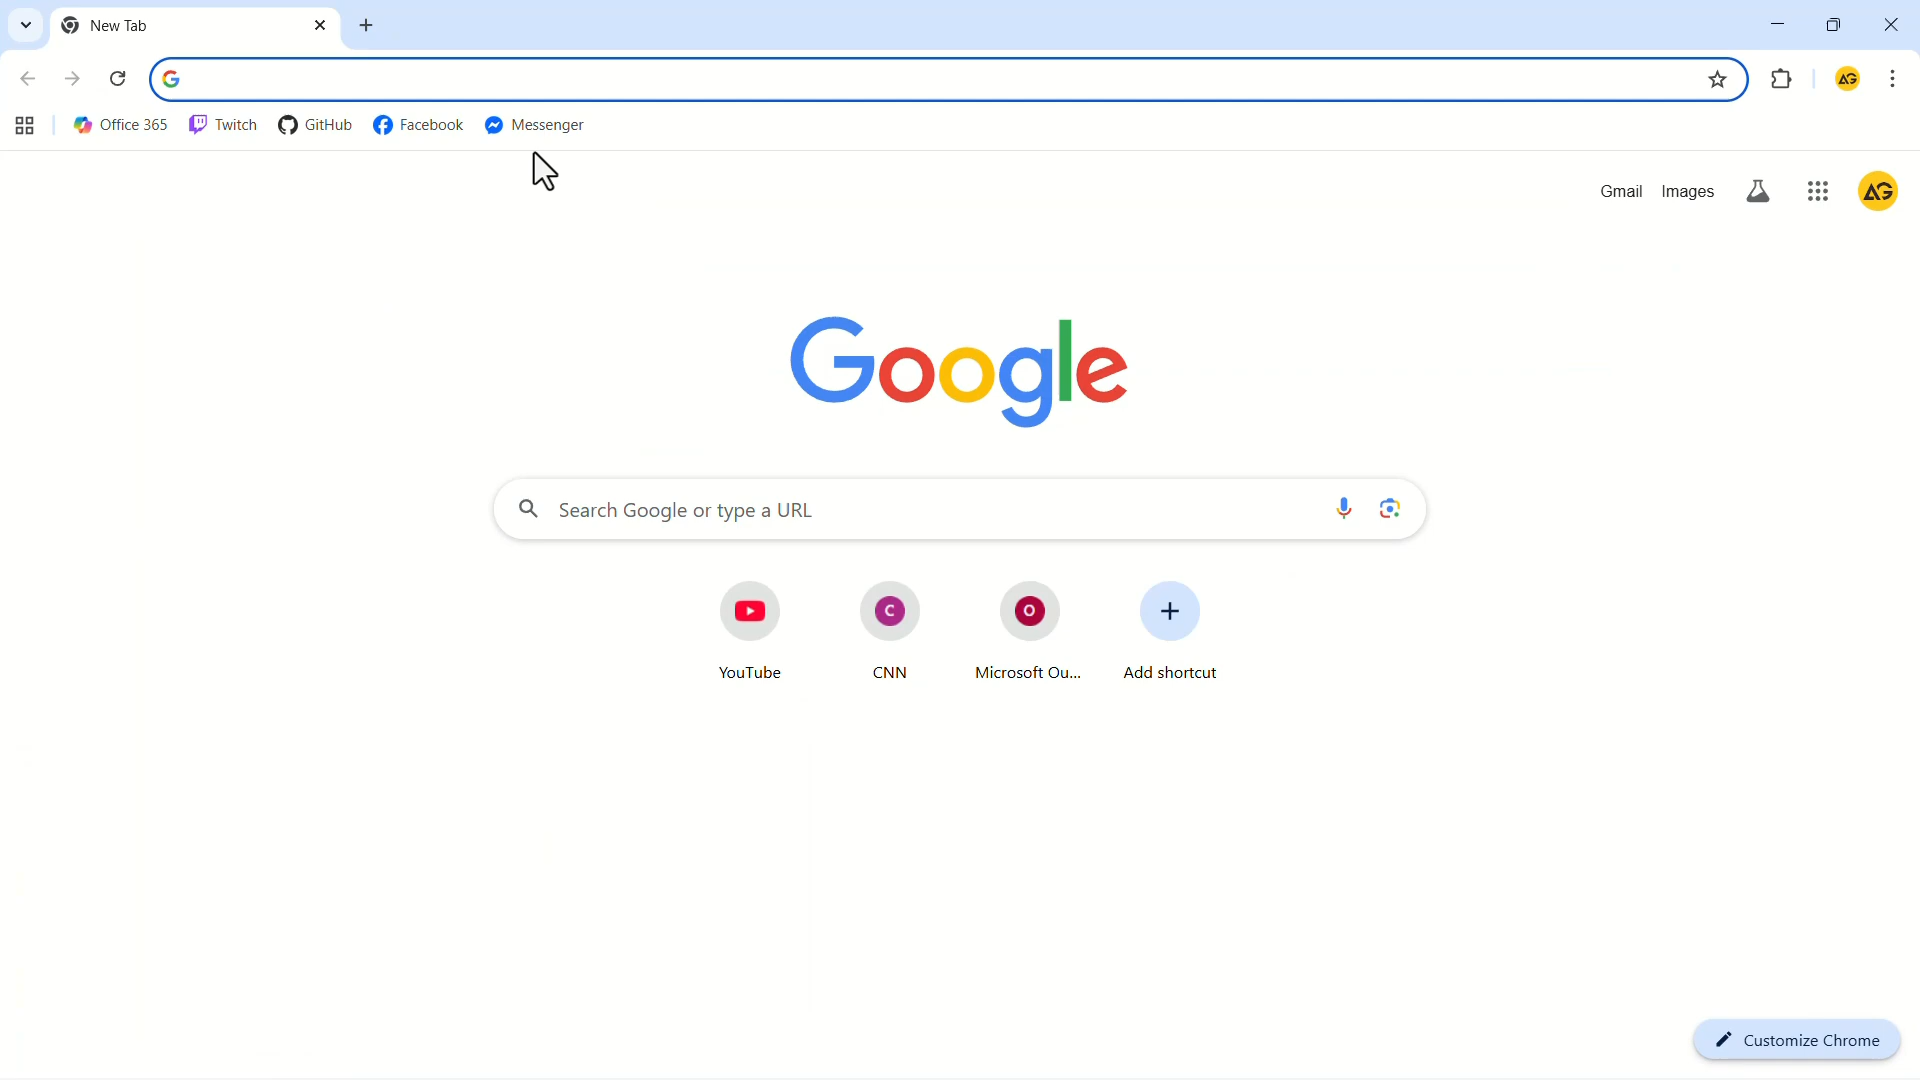 New Tab
Office 365 Twitch GitHub Facebook Messenger
Gmail Images AG
Google
Search Google or type a URL
C O
YouTube CNN Microsoft Ou... Add shortcut
Customize Chrome